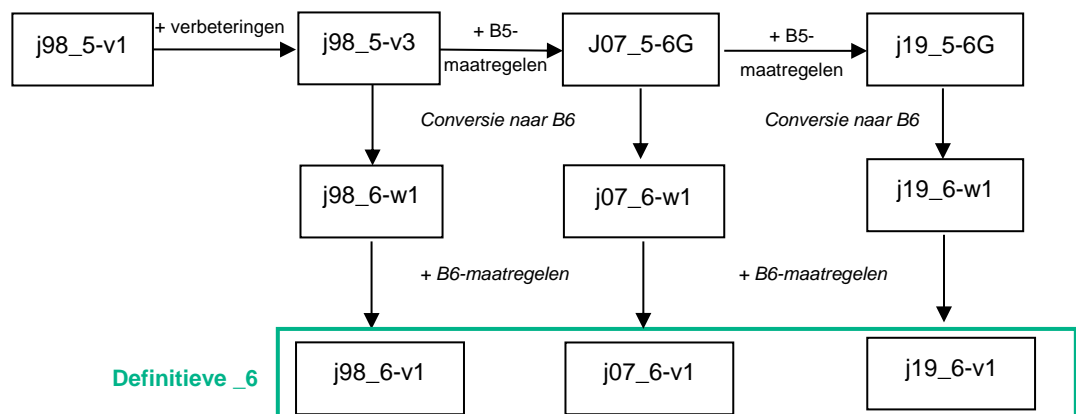 + verbeteringen
j98_5-v1
j98_5-v3
+ B5-
maatregelen
J07_5-6G
+ B5-
maatregelen
j19_5-6G
Conversie naar B6
Conversie naar B6
j98_6-w1
j07_6-w1
j19_6-w1
+ B6-maatregelen
+ B6-maatregelen
Definitieve _6
j98_6-v1
j07_6-v1
j19_6-v1